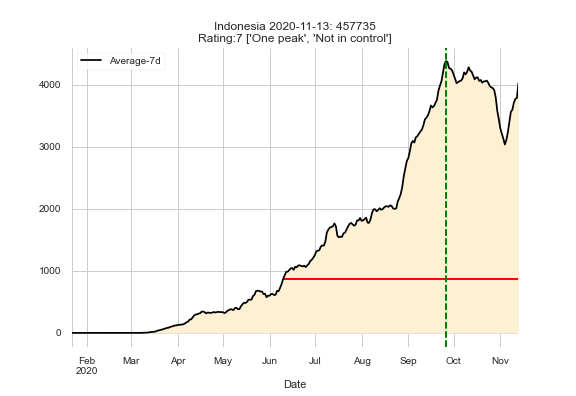 Indonesia 2020-11-13: 457735
Rating:7 ['One peak', 'Not in control']
Average-7d
4000
3000
2000
1000
0
Feb Mar Apr May Jun Jul Aug Sep Oct Nov
2020
Date